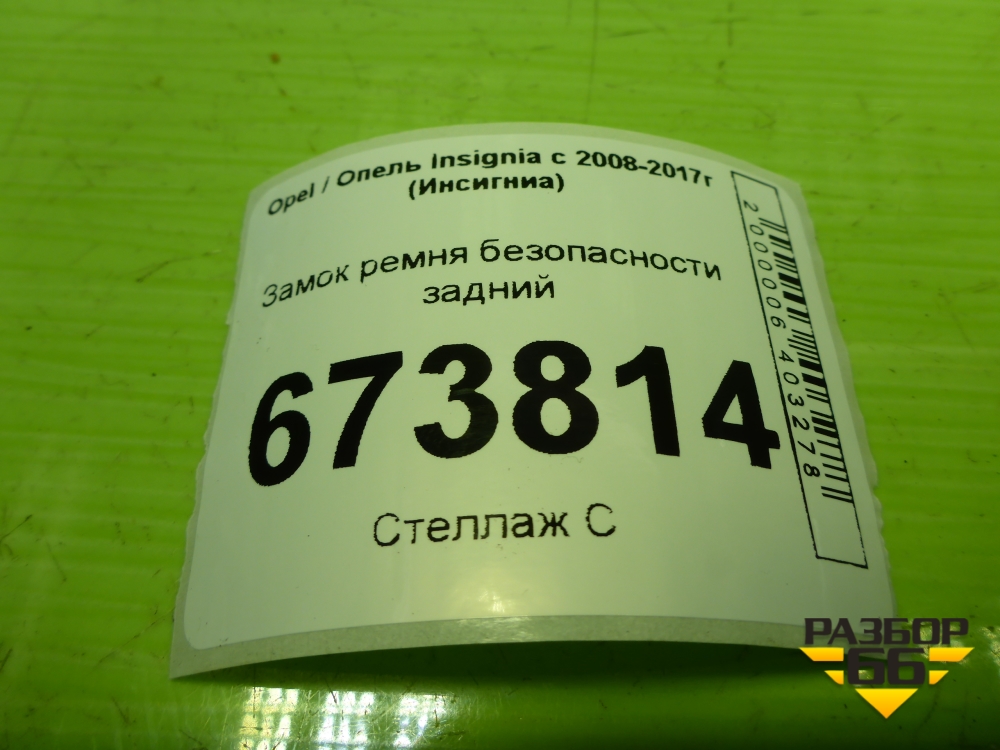 Opel / Опель Insignia с 2008-2017г
(Инсигниа)
Замок ремня безопасности
задний
673814
Стеллаж С
2000006403278
РАЗБОР
66